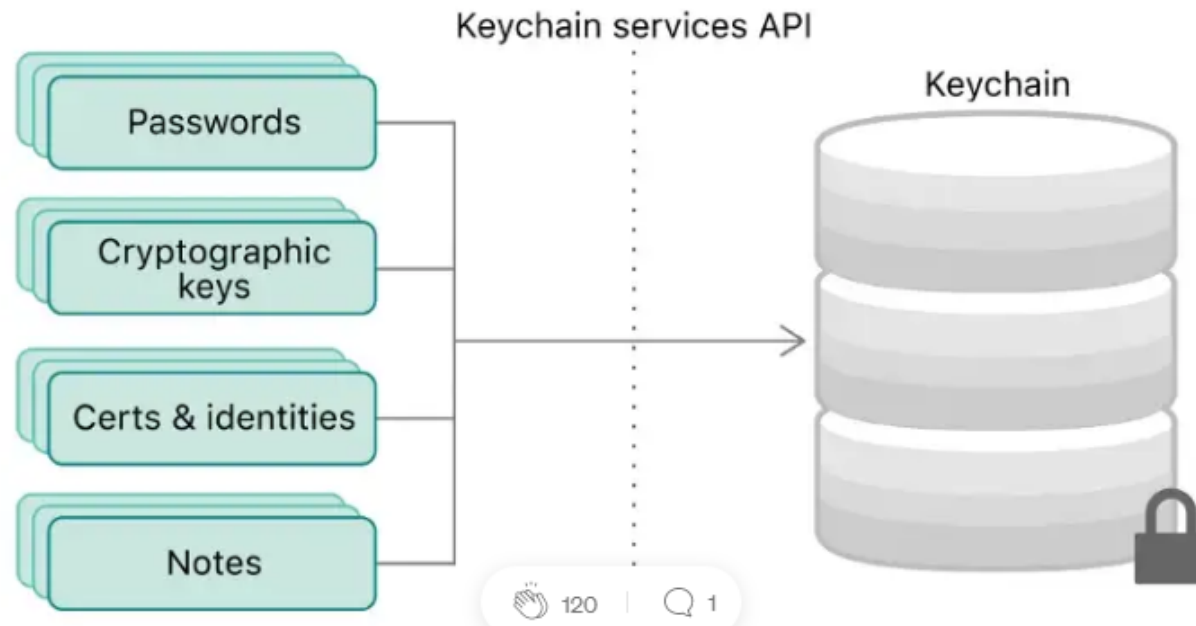 Keychain services API
Keychain
Passwords
Cryptographic
keys
Certs & identities
Notes
120
1